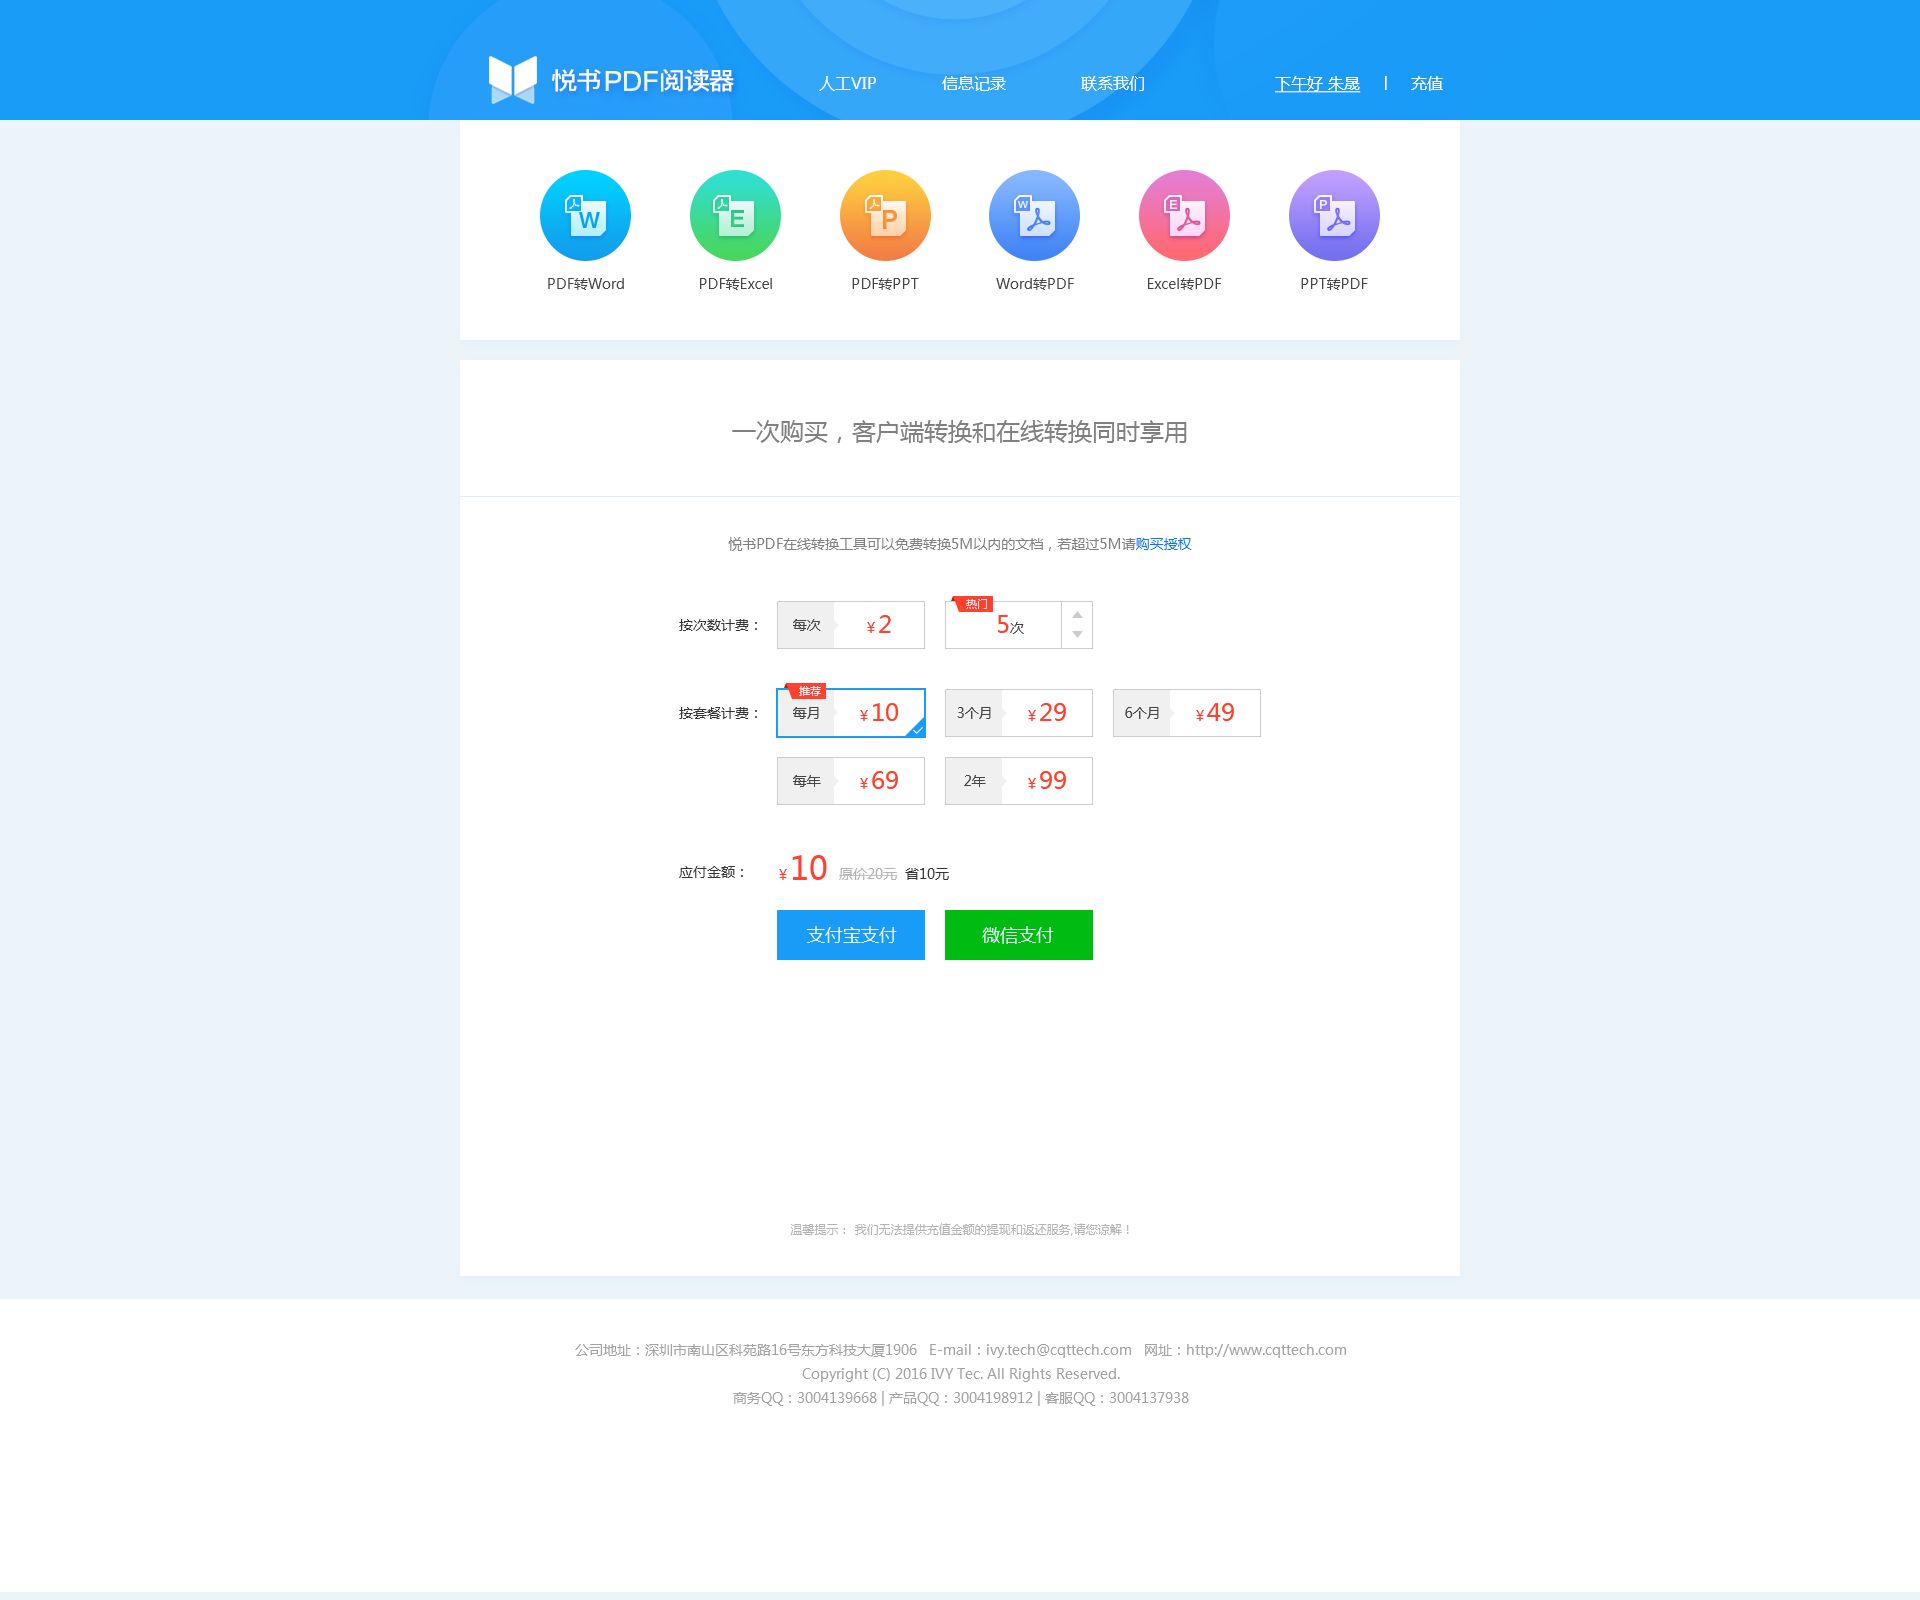 悦书PDF阅读器 人工VIP 信息记录 联系我们 下午好 朱晟 | 充值
W E P W E P
PDF转Word PDF转Excel PDF转PPT Word转PDF Excel转PDF PPT转PDF
一次购买，客户端转换和在线转换同时享用
悦书PDF在线转换工具可以免费转换5M以内的文档，若超过5M请购买授权
热门
按次数计费： 每次 ¥2 5次
推荐
按套餐计费： 每月 ¥10 3个月 ¥29 6个月 ¥49
每年 ¥69 2年 ¥99
应付金额： ¥10 原价20元 省10元
支付宝支付 微信支付
温馨提示： 我们无法提供充值金额的提现和返还服务,请您谅解！
公司地址：深圳市南山区科苑路16号东方科技大厦1906 E-mail：ivy.tech@cqttech.com 网址：http://www.cqttech.com
Copyright (C) 2016 IVY Tec. All Rights Reserved.
商务QQ：3004139668 | 产品QQ：3004198912 | 客服QQ：3004137938